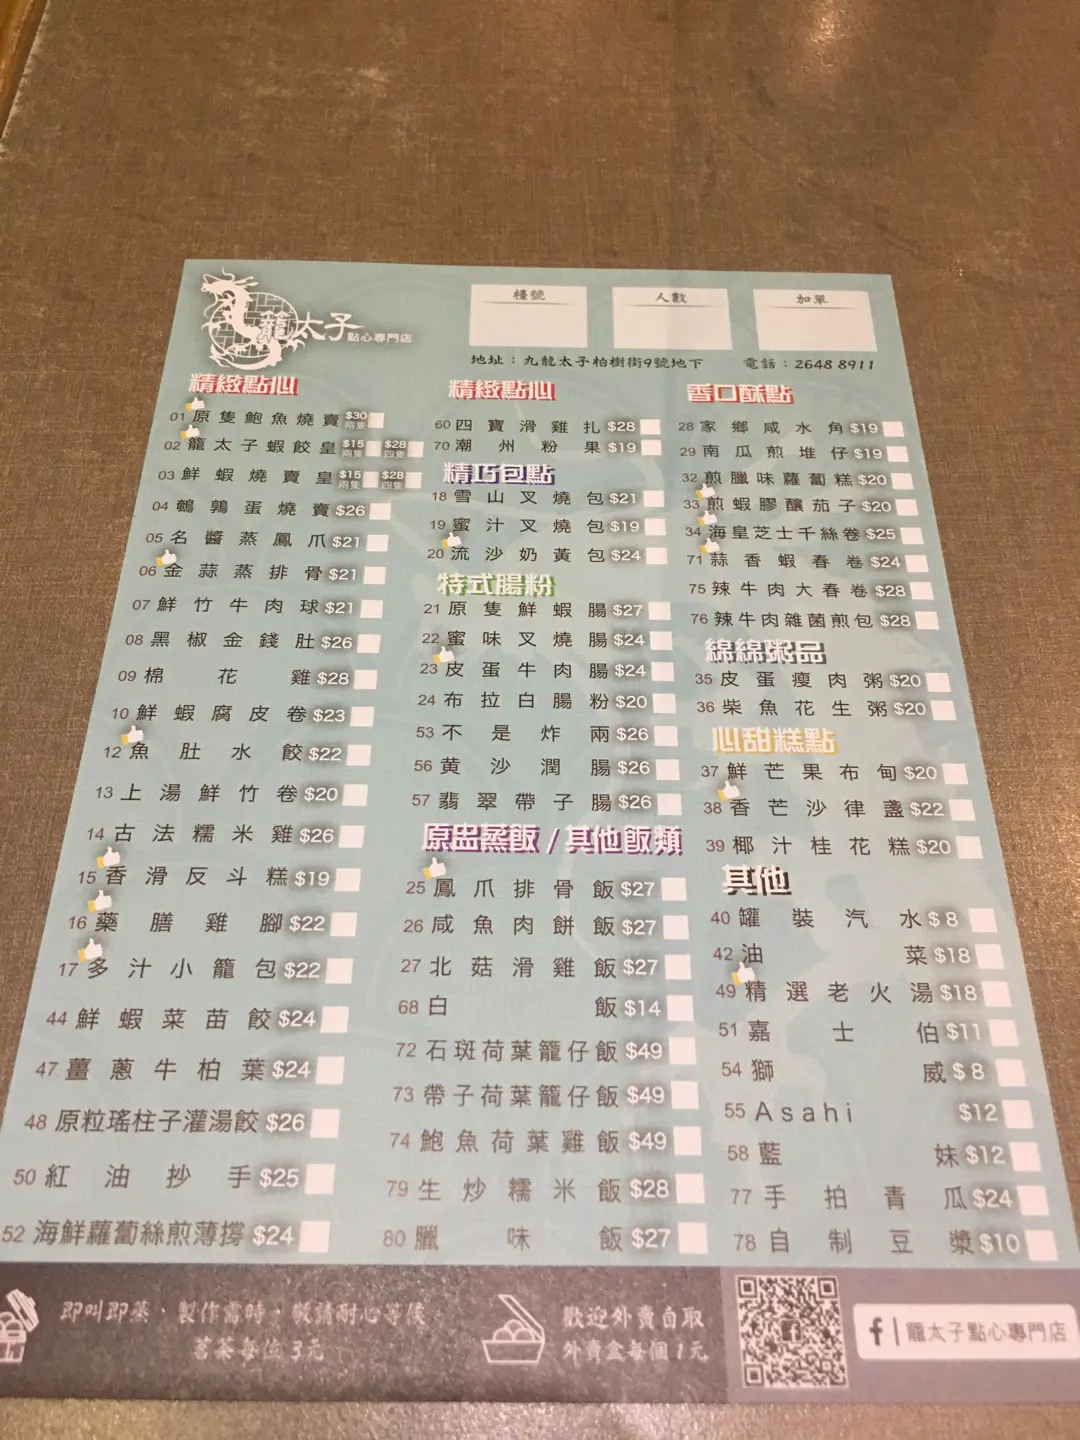 籠太子 點心專門店
檯號
人數
加單
地址：九龍太子柏樹街9號地下
電話：2648 8911
精緻點心
01 原隻鮑魚燒賣 $30 兩隻
02 籠太子蝦餃皇 $15 兩隻 $28 四隻
03 鮮蝦燒賣皇 $15 兩隻 $28 四隻
04 鵪鶉蛋燒賣 $26
05 名醬蒸鳳爪 $21
06 金蒜蒸排骨 $21
07 鮮竹牛肉球 $21
08 黑椒金錢肚 $26
09 棉花雞 $28
10 鮮蝦腐皮卷 $23
12 魚肚水餃 $22
13 上湯鮮竹卷 $20
14 古法糯米雞 $26
15 香滑反斗糕 $19
16 藥膳雞腳 $22
17 多汁小籠包 $22
44 鮮蝦菜苗餃 $24
47 薑蔥牛柏葉 $24
48 原粒瑤柱子灌湯餃 $26
50 紅油抄手 $25
52 海鮮蘿蔔絲煎薄撐 $24
精緻點心
60 四寶滑雞扎 $28
70 潮州粉果 $19
精巧包點
18 雪山叉燒包 $21
19 蜜汁叉燒包 $19
20 流沙奶黃包 $24
特式腸粉
21 原隻鮮蝦腸 $27
22 蜜味叉燒腸 $24
23 皮蛋牛肉腸 $24
24 布拉白腸粉 $20
53 不是炸兩 $26
56 黄沙潤腸 $26
57 翡翠帶子腸 $26
原盅蒸飯 / 其他飯類
25 鳳爪排骨飯 $27
26 咸魚肉餅飯 $27
27 北菇滑雞飯 $27
68 白飯 $14
72 石斑荷葉籠仔飯 $49
73 帶子荷葉籠仔飯 $49
74 鮑魚荷葉雞飯 $49
79 生炒糯米飯 $28
80 臘味飯 $27
香口酥點
28 家鄉咸水角 $19
29 南瓜煎堆仔 $19
32 煎臘味蘿蔔糕 $20
33 煎蝦膠釀茄子 $20
34 海皇芝士千絲卷 $25
71 蒜香蝦春卷 $24
75 辣牛肉大春卷 $28
76 辣牛肉雜菌煎包 $28
綿綿粥品
35 皮蛋瘦肉粥 $20
36 柴魚花生粥 $20
心甜糕點
37 鮮芒果布甸 $20
38 香芒沙律盞 $22
39 椰汁桂花糕 $20
其他
40 罐裝汽水 $8
42 油菜 $18
49 精選老火湯 $18
51 嘉士伯 $11
54 獅威 $8
55 Asahi $12
58 藍妹 $12
77 手拍青瓜 $24
78 自制豆漿 $10
即叫即蒸、製作需時，敬請耐心等候
茗茶每位3元
歡迎外賣自取
外賣盒每個1元
f | 籠太子點心專門店